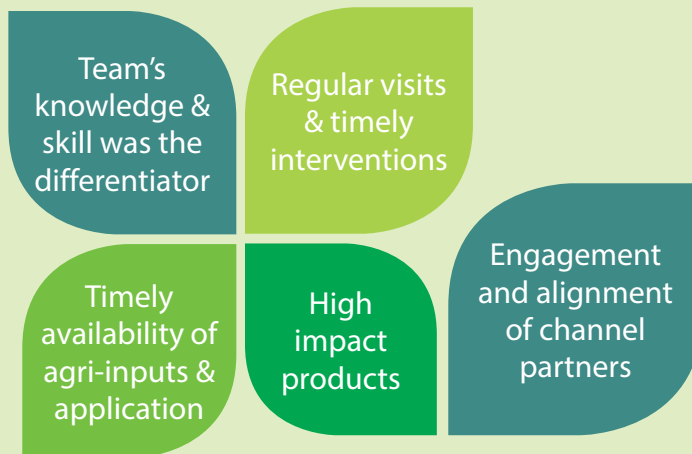 Team’s
knowledge &
skill was the
differentiator
Regular visits
& timely
interventions
Timely
availability of
agri-inputs &
application
High
impact
products
Engagement
and alignment
of channel
partners